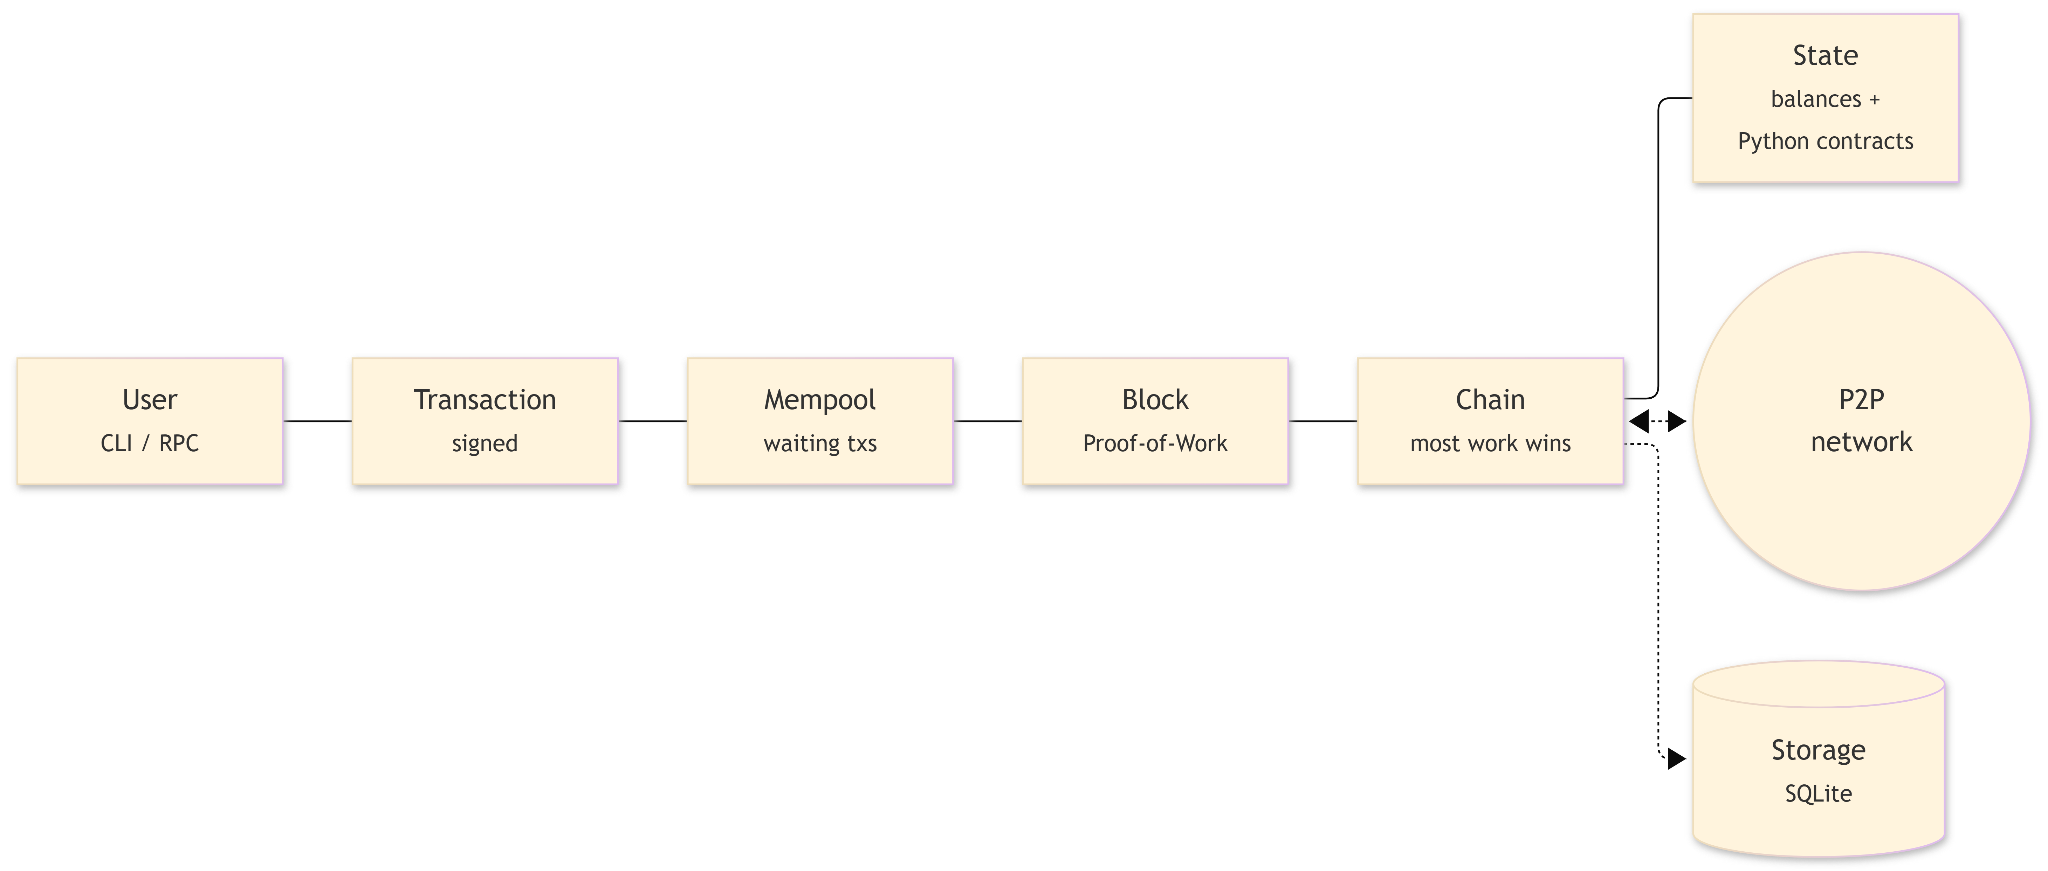 User
CLI / RPC
Transaction
signed
Mempool
waiting txs
Block
Proof-of-Work
Chain
most work wins
State
balances +
Python contracts
P2P
network
Storage
SQLite